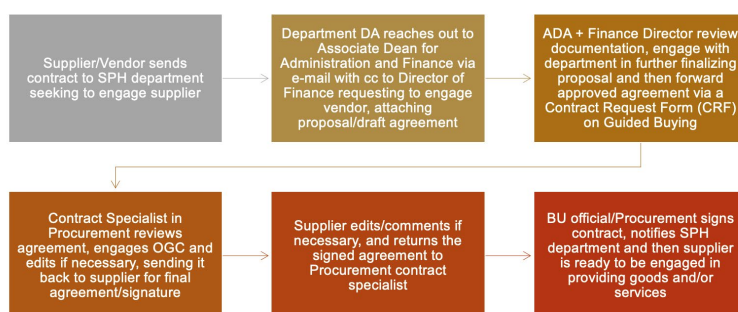 Supplier/Vendor sends
contract to SPH department
seeking to engage supplier
Department DA reaches out to
Associate Dean for
Administration and Finance via
e-mail with cc to Director of
Finance requesting to engage
vendor, attaching
proposal/draft agreement
ADA + Finance Director review
documentation, engage with
department in further finalizing
proposal and then forward
approved agreement via a
Contract Request Form (CRF)
on Guided Buying
Contract Specialist in
Procurement reviews
agreement, engages OGC and
edits if necessary, sending it
back to supplier for final
agreement/signature
Supplier edits/comments if
necessary, and returns the
signed agreement to
Procurement contract
specialist
BU official/Procurement signs
contract, notifies SPH
department and then supplier
is ready to be engaged in
providing goods and/or
services